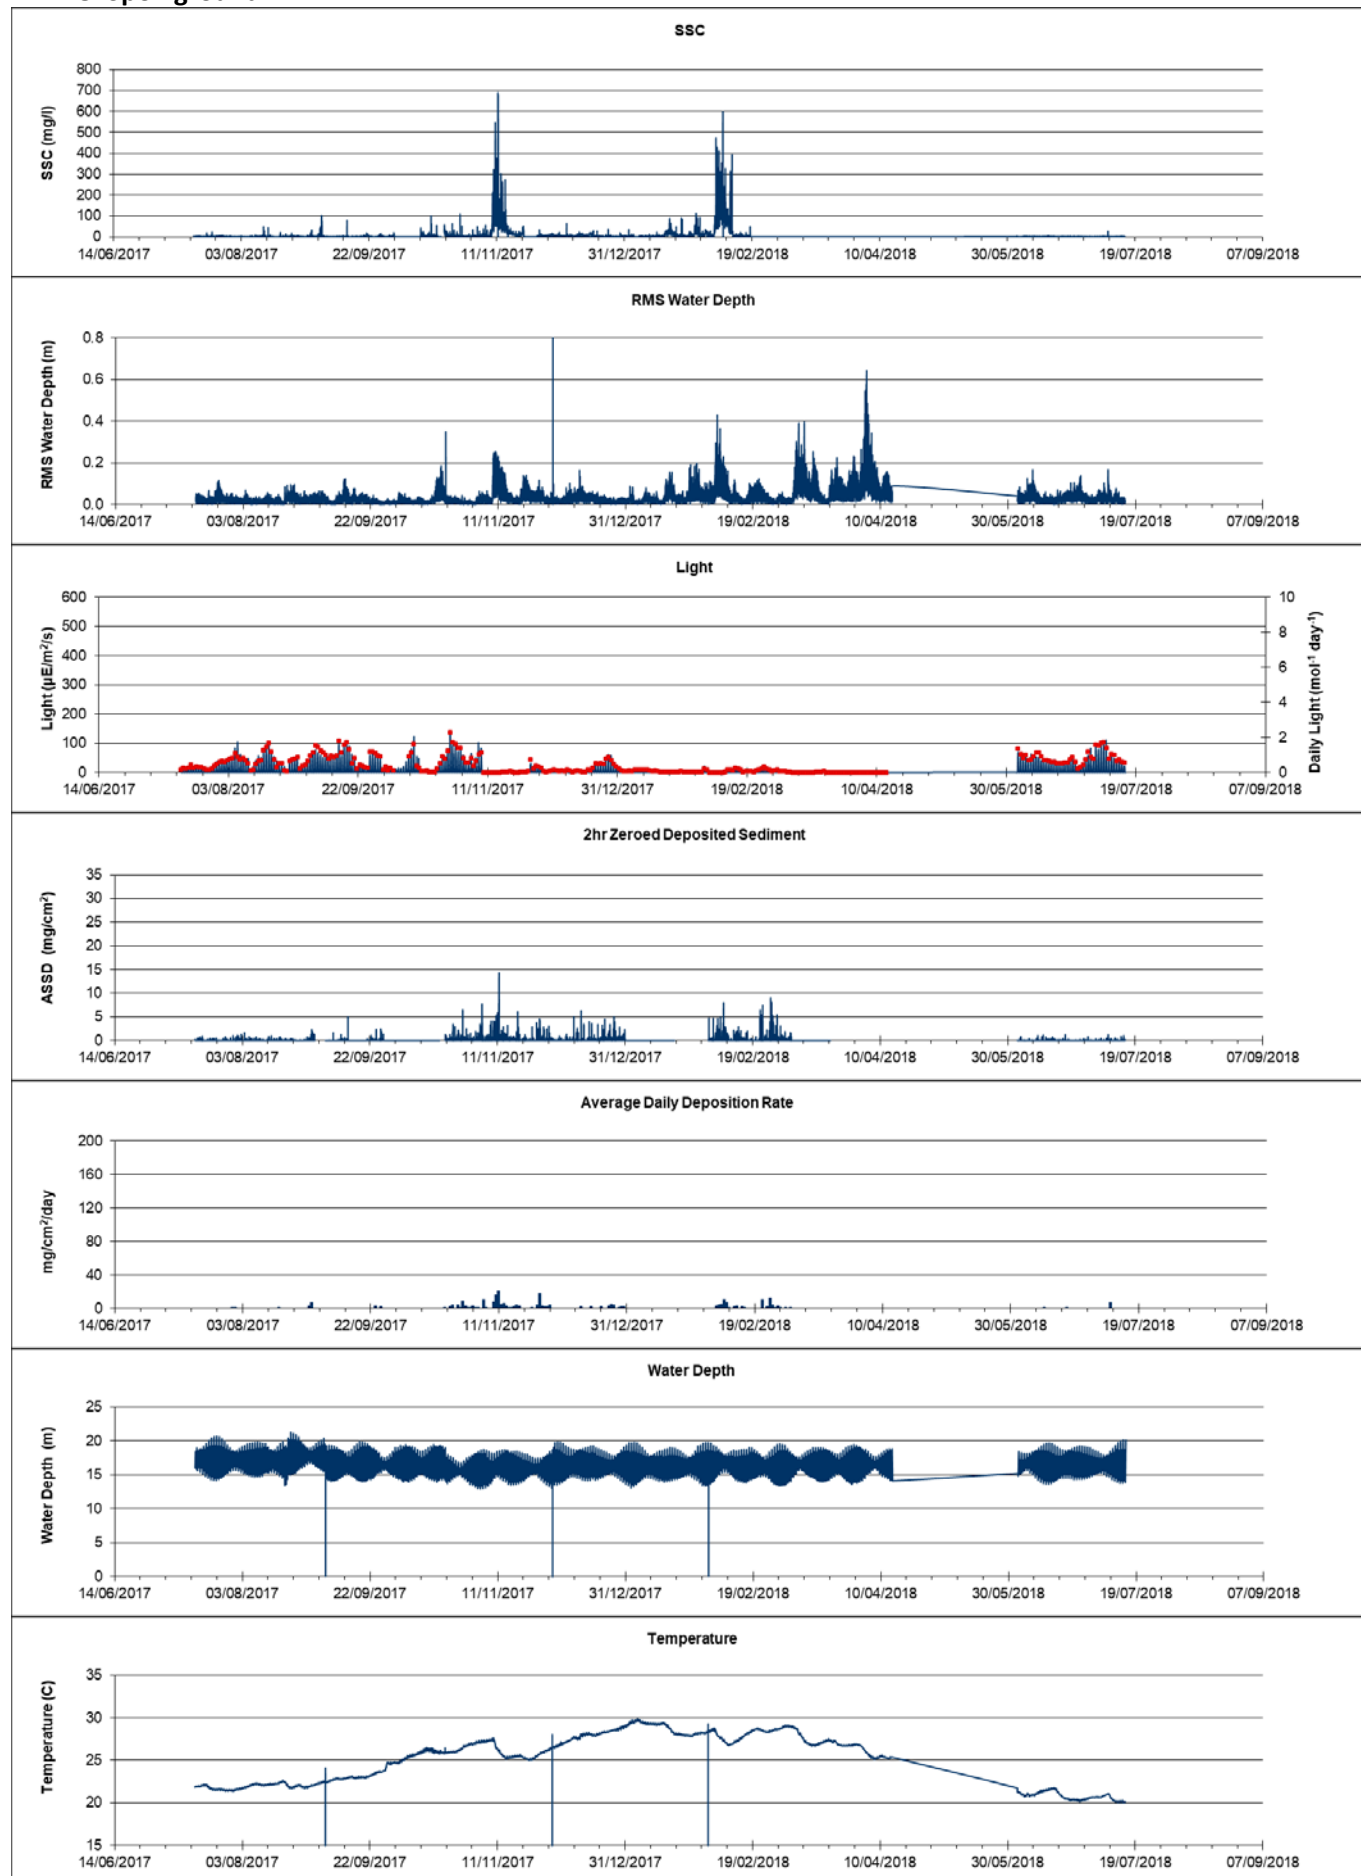 SSC
SSC (mg/l)
800
700
600
500
400
300
200
100
0
14/06/2017 03/08/2017 22/09/2017 11/11/2017 31/12/2017 19/02/2018 10/04/2018 30/05/2018 19/07/2018 07/09/2018
RMS Water Depth
RMS Water Depth (m)
0.8
0.6
0.4
0.2
0.0
14/06/2017 03/08/2017 22/09/2017 11/11/2017 31/12/2017 19/02/2018 10/04/2018 30/05/2018 19/07/2018 07/09/2018
Light
Light (µE/m²/s)
600
500
400
300
200
100
0
10
8
6
4
2
0
Daily Light (mol⁻¹ day⁻¹)
14/06/2017 03/08/2017 22/09/2017 11/11/2017 31/12/2017 19/02/2018 10/04/2018 30/05/2018 19/07/2018 07/09/2018
2hr Zeroed Deposited Sediment
ASSD (mg/cm²)
35
30
25
20
15
10
5
0
14/06/2017 03/08/2017 22/09/2017 11/11/2017 31/12/2017 19/02/2018 10/04/2018 30/05/2018 19/07/2018 07/09/2018
Average Daily Deposition Rate
mg/cm²/day
200
160
120
80
40
0
14/06/2017 03/08/2017 22/09/2017 11/11/2017 31/12/2017 19/02/2018 10/04/2018 30/05/2018 19/07/2018 07/09/2018
Water Depth
Water Depth (m)
25
20
15
10
5
0
14/06/2017 03/08/2017 22/09/2017 11/11/2017 31/12/2017 19/02/2018 10/04/2018 30/05/2018 19/07/2018 07/09/2018
Temperature
Temperature (C)
35
30
25
20
15
14/06/2017 03/08/2017 22/09/2017 11/11/2017 31/12/2017 19/02/2018 10/04/2018 30/05/2018 19/07/2018 07/09/2018